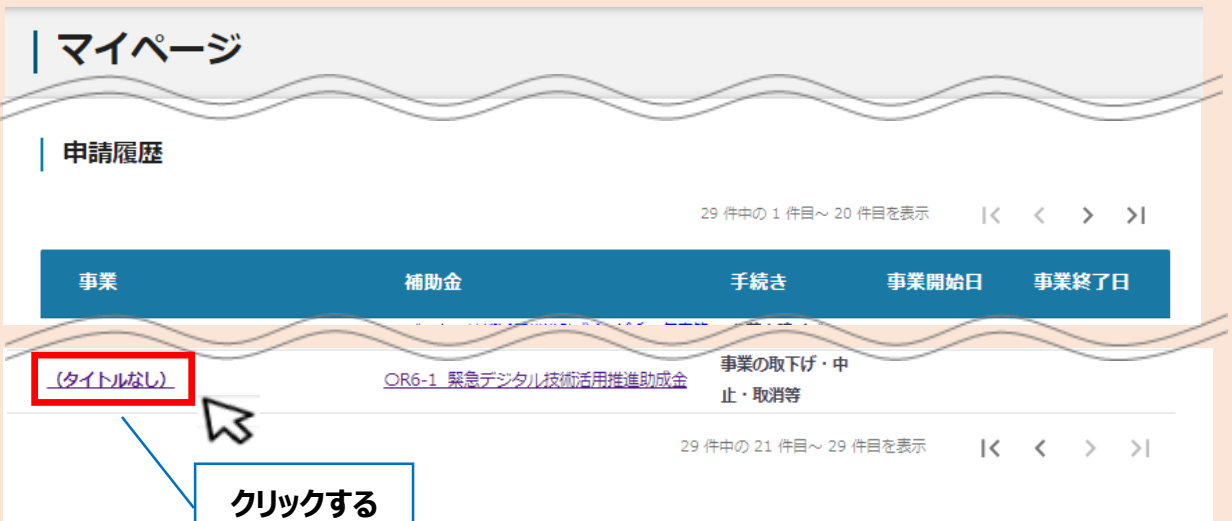 マイページ
申請履歴
29 件中の 1 件目～ 20 件目を表示
事業 補助金 手続き 事業開始日 事業終了日
（タイトルなし） OR6-1_緊急デジタル技術活用推進助成金 事業の取下げ・中
止・取消等
29 件中の 21 件目～ 29 件目を表示
クリックする